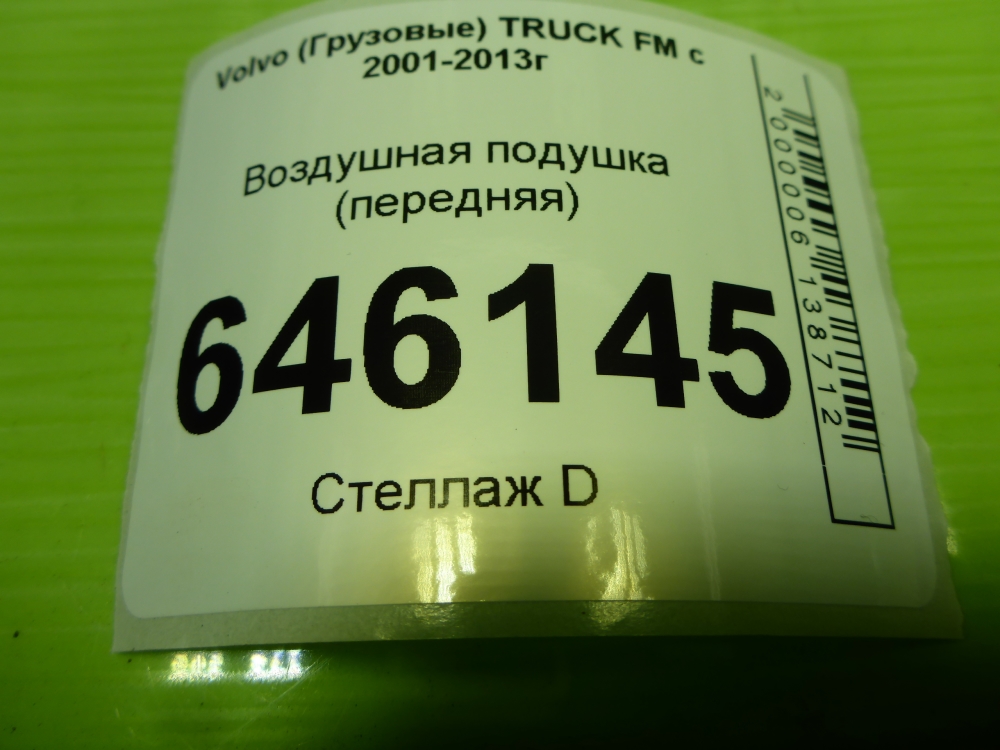 Volvo (Грузовые) TRUCK FM с
2001-2013г
Воздушная подушка
(передняя)
646145
Стеллаж D
2000006138712